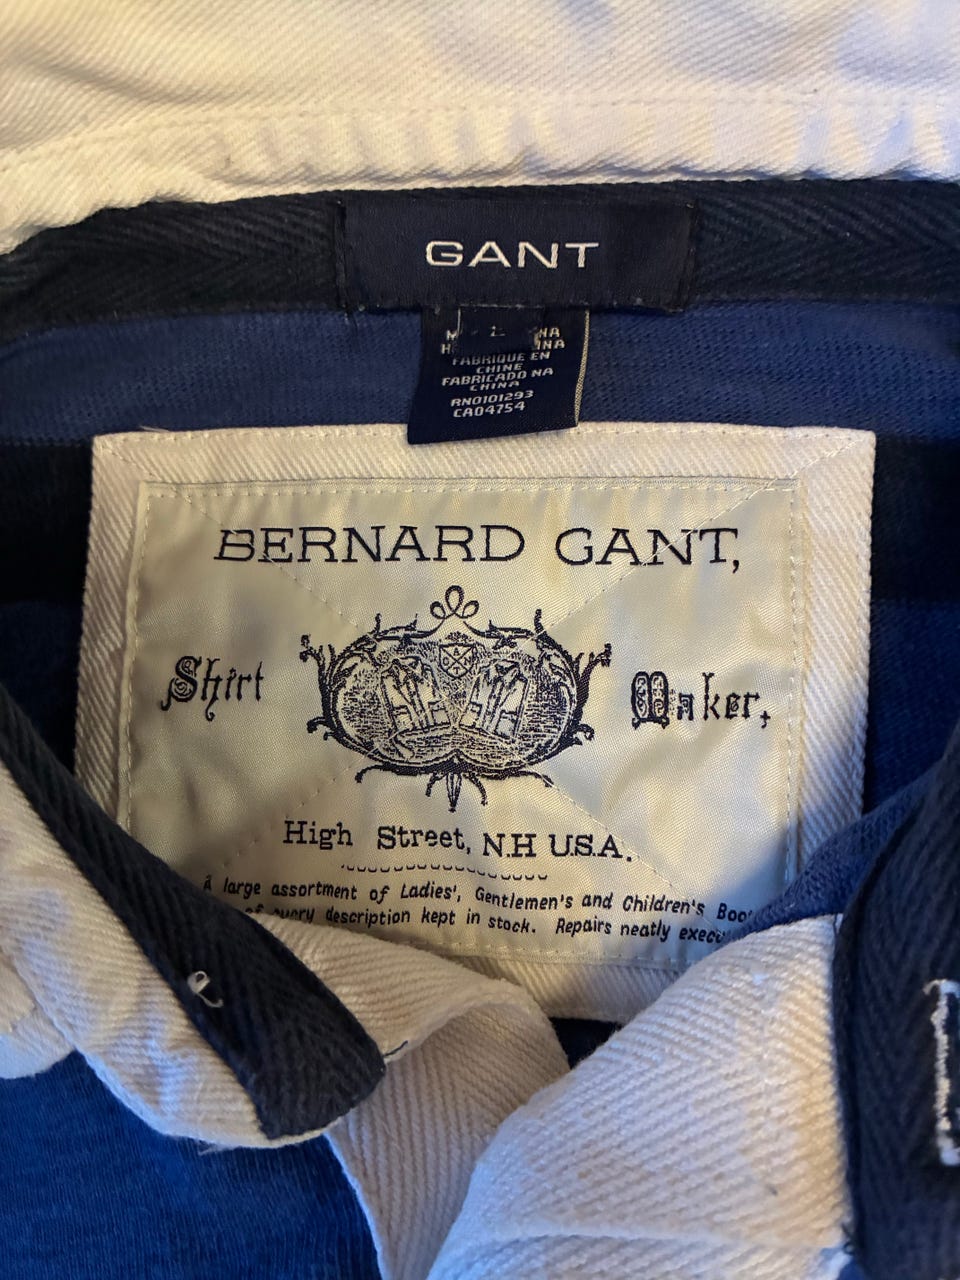 GANT
FABRIQUE EN
CHINE
FABRICADO NA
CHINA
RN0101293
CA04754
BERNARD GANT,
Shirt Maker,
High Street, N.H U.S.A.
A large assortment of Ladies', Gentlemen's and Children's
of every description kept in stock. Repairs neatly